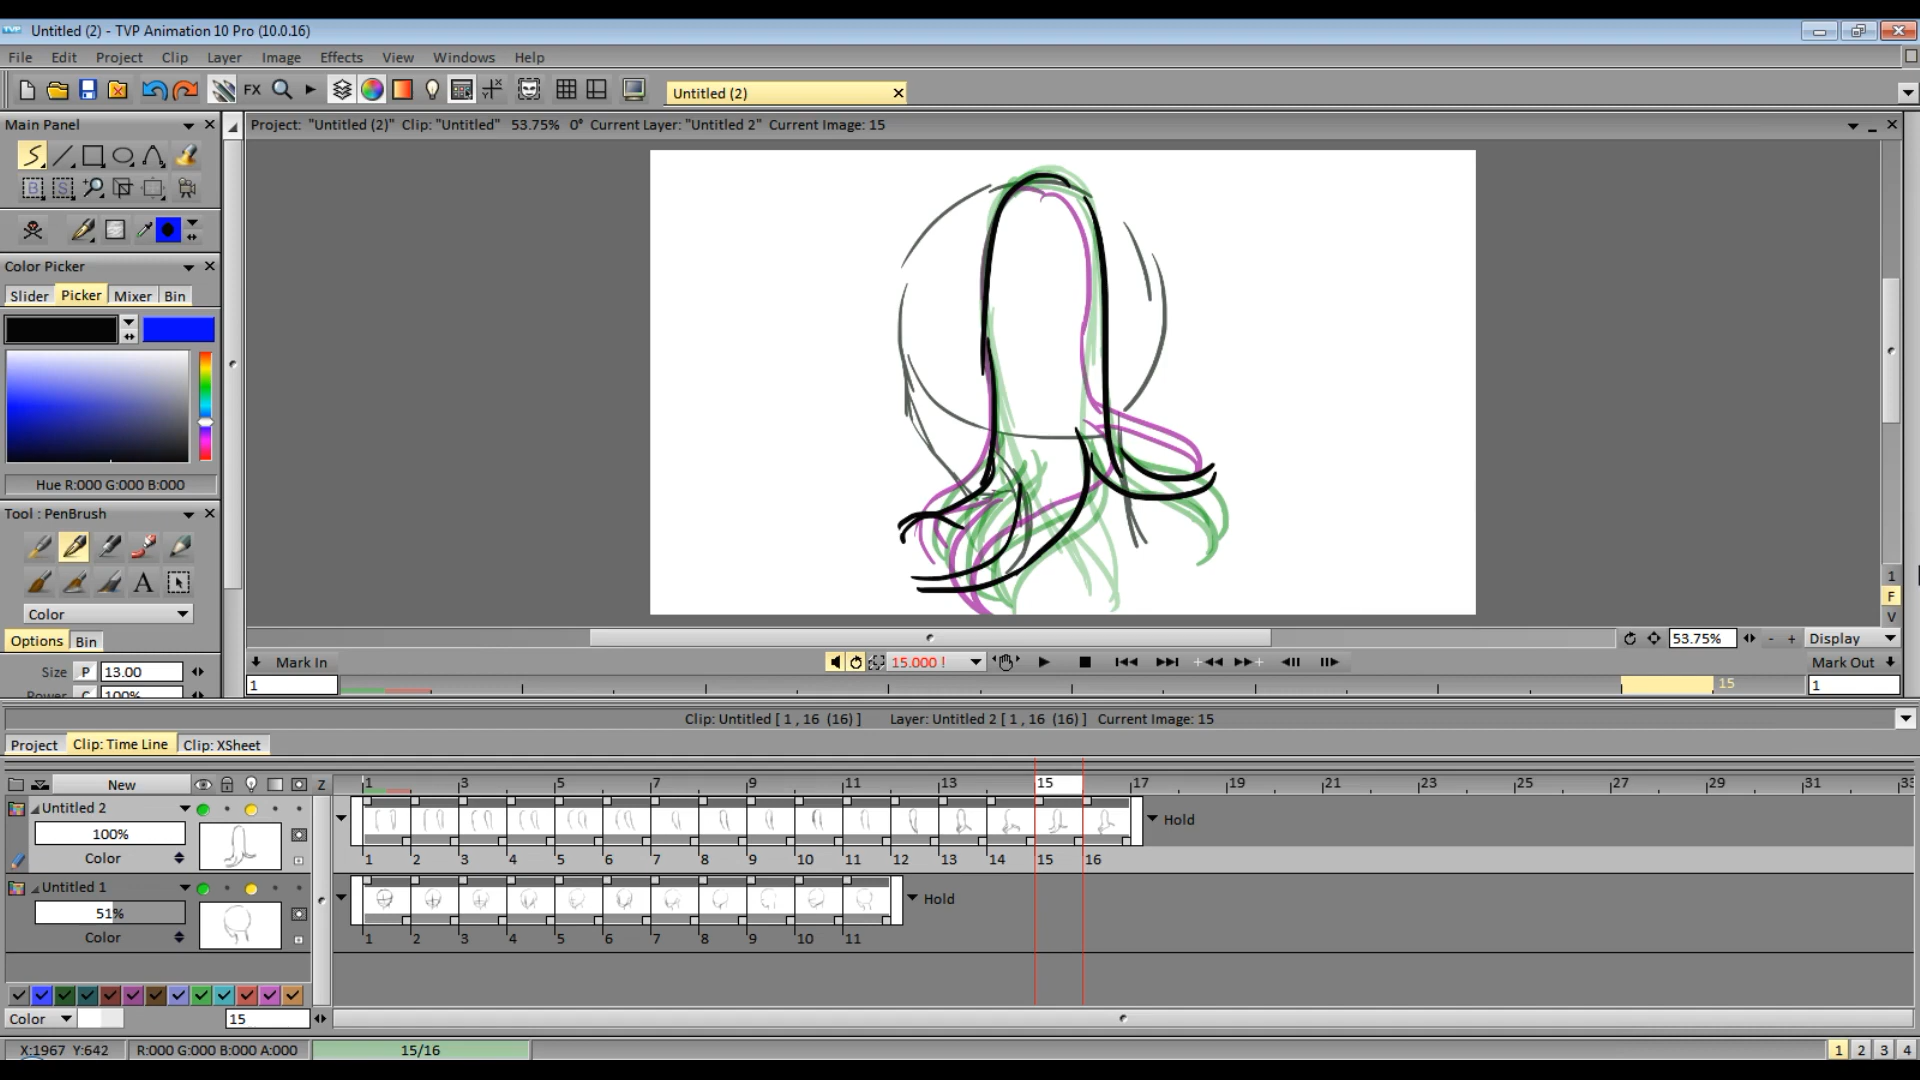 TVP Untitled (2) - TVP Animation 10 Pro (10.0.16)
File Edit Project Clip Layer Image Effects View Windows Help
FX Untitled (2)
Main Panel
Project: "Untitled (2)" Clip: "Untitled" 53.75% 0° Current Layer: "Untitled 2" Current Image: 15
B S
Color Picker
Slider Picker Mixer Bin
Hue R:000 G:000 B:000
Tool : PenBrush
A
Color
Options Bin
Size P 13.00
Power C 100%
1
F
V
53.75% - + Display
Mark In 15.000 ! Mark Out
1 15 1
Clip: Untitled [ 1 , 16 (16) ] Layer: Untitled 2 [ 1 , 16 (16) ] Current Image: 15
Project Clip: Time Line Clip: XSheet
New Z 1 3 5 7 9 11 13 15 17 19 21 23 25 27 29 31 33
Untitled 2
100% Hold
Color 1 2 3 4 5 6 7 8 9 10 11 12 13 14 15 16
Untitled 1
51% Hold
Color 1 2 3 4 5 6 7 8 9 10 11
Color 15
X:1967 Y:642 R:000 G:000 B:000 A:000 15/16 1 2 3 4